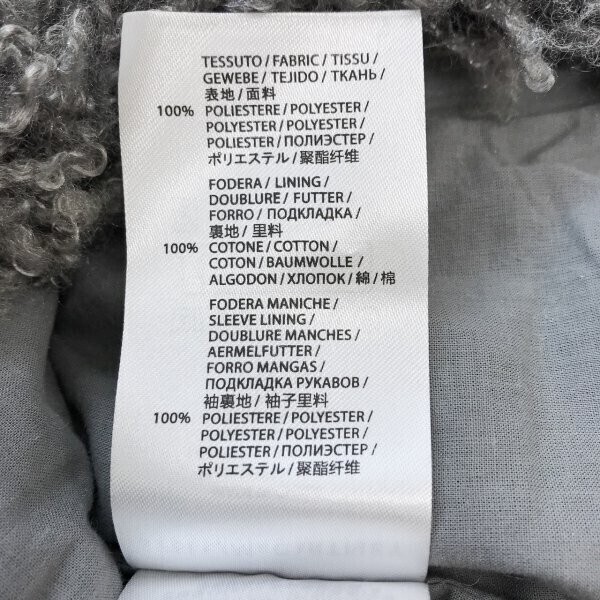 TESSUTO / FABRIC / TISSU /
GEWEBE / TEJIDO / ТКАНЬ /
表地 / 面料
100% POLIESTERE / POLYESTER /
POLYESTER / POLYESTER /
POLIESTER / ПОЛИЭСТЕР /
ポリエステル / 聚酯纤维
FODERA / LINING /
DOUBLURE / FUTTER /
FORRO / ПОДКЛАДКА /
裏地 / 里料
100% COTONE / COTTON /
COTON / BAUMWOLLE /
ALGODON / ХЛОПОК / 綿 / 棉
FODERA MANICHE /
SLEEVE LINING /
DOUBLURE MANCHES /
AERMELFUTTER /
FORRO MANGAS /
ПОДКЛАДКА РУКАВОВ /
袖裏地 / 袖子里料
100% POLIESTERE / POLYESTER /
POLYESTER / POLYESTER /
POLIESTER / ПОЛИЭСТЕР /
ポリエステル / 聚酯纤维